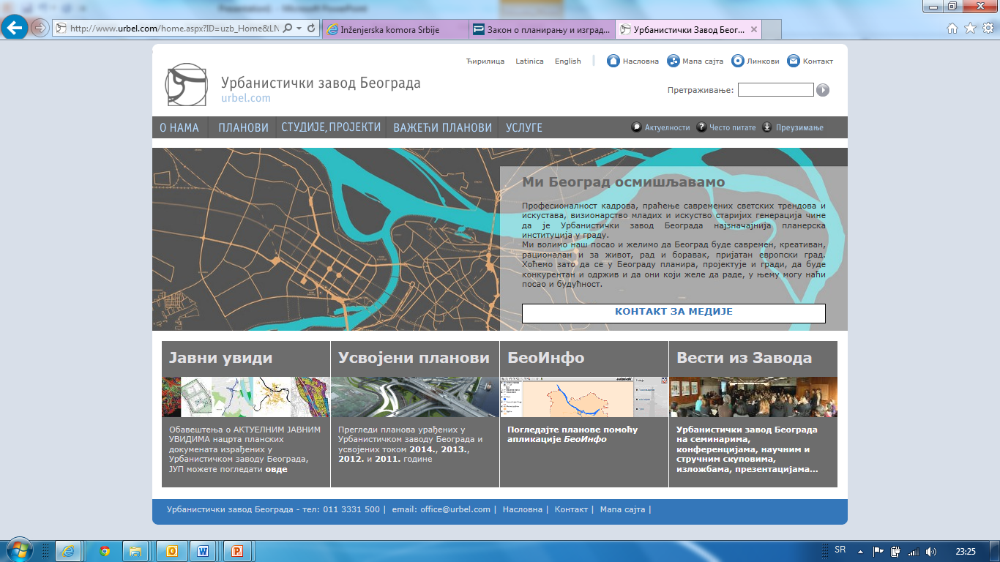 Presentation1 - Microsoft PowerPoint
http://www.urbel.com/home.aspx?ID=uzb_Home&LN
Inženjerska komora Srbije
Закон о планирању и изград...
Урбанистички Завод Беог...
Ћирилица Latinica English Насловна Мапа сајта Линкови Контакт
Урбанистички завод Београда
urbel.com
Претраживање:
О НАМА ПЛАНОВИ СТУДИЈЕ, ПРОЈЕКТИ ВАЖЕЋИ ПЛАНОВИ УСЛУГЕ Актуелности Често питате Преузимање
Ми Београд осмишљавамо
Професионалност кадрова, праћење савремених светских трендова и
искустава, визионарство младих и искуство старијих генерација чине
да је Урбанистички завод Београда најзначајнија планерска
институција у граду.
Ми волимо наш посао и желимо да Београд буде савремен, креативан,
рационалан и за живот, рад и боравак, пријатан европски град.
Хоћемо зато да се у Београду планира, пројектује и гради, да буде
конкурентан и одржив и да они који желе да раде, у њему могу наћи
посао и будућност.
КОНТАКТ ЗА МЕДИЈЕ
Јавни увиди
Обавештења о АКТУЕЛНИМ ЈАВНИМ
УВИДИМА нацрта планских
докумената израђених у
Урбанистичком заводу Београда,
ЈУП можете погледати овде
Усвојени планови
Прегледи планова урађених у
Урбанистичком заводу Београда и
усвојених током 2014., 2013.,
2012. и 2011. године
БеоИнфо
Погледајте планове помоћу
апликације БеоИнфо
Вести из Завода
Урбанистички завод Београда
на семинарима,
конференцијама, научним и
стручним скуповима,
изложбама, презентацијама...
Урбанистички завод Београда - тел: 011 3331 500 | email: office@urbel.com | Насловна | Контакт | Мапа сајта |
SR 23:25